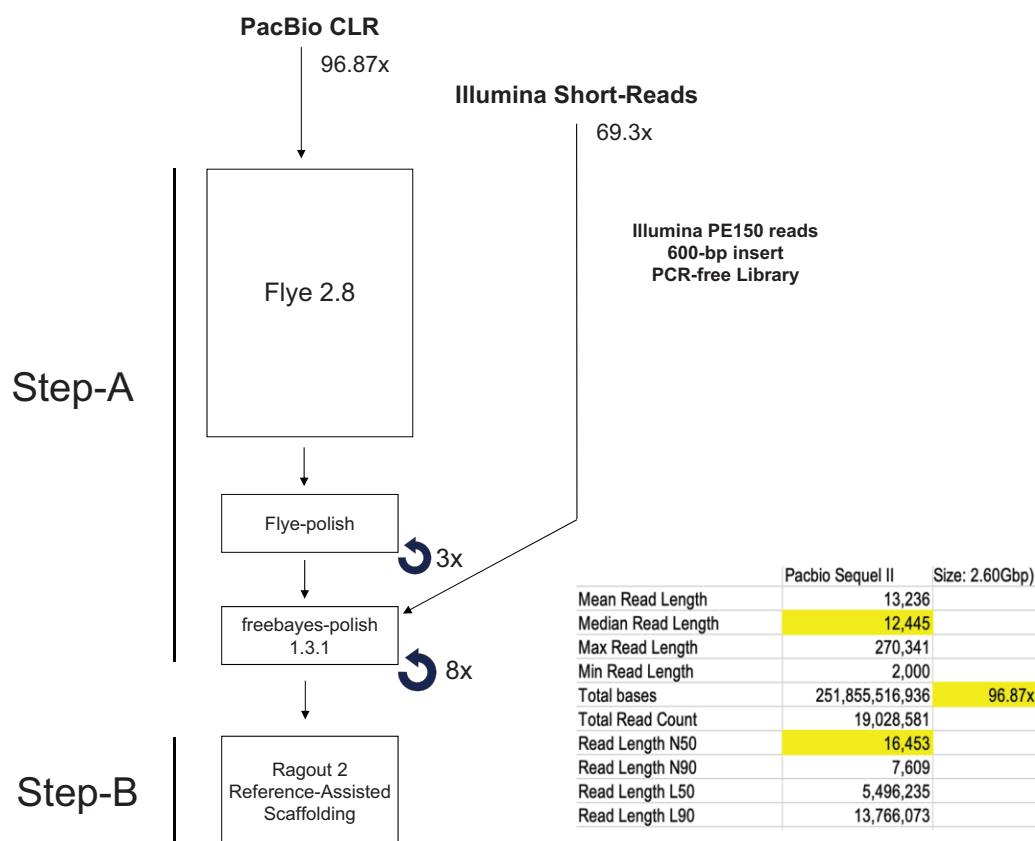 PacBio CLR
96.87x
Illumina Short-Reads
69.3x
Illumina PE150 reads
600-bp insert
PCR-free Library
Step-A
Flye 2.8
Flye-polish
3x
freebayes-polish
1.3.1
8x
Step-B
Ragout 2
Reference-Assisted
Scaffolding
Pacbio Sequel II Size: 2.60Gbp)
Mean Read Length 13,236
Median Read Length 12,445
Max Read Length 270,341
Min Read Length 2,000
Total bases 251,855,516,936 96.87x
Total Read Count 19,028,581
Read Length N50 16,453
Read Length N90 7,609
Read Length L50 5,496,235
Read Length L90 13,766,073